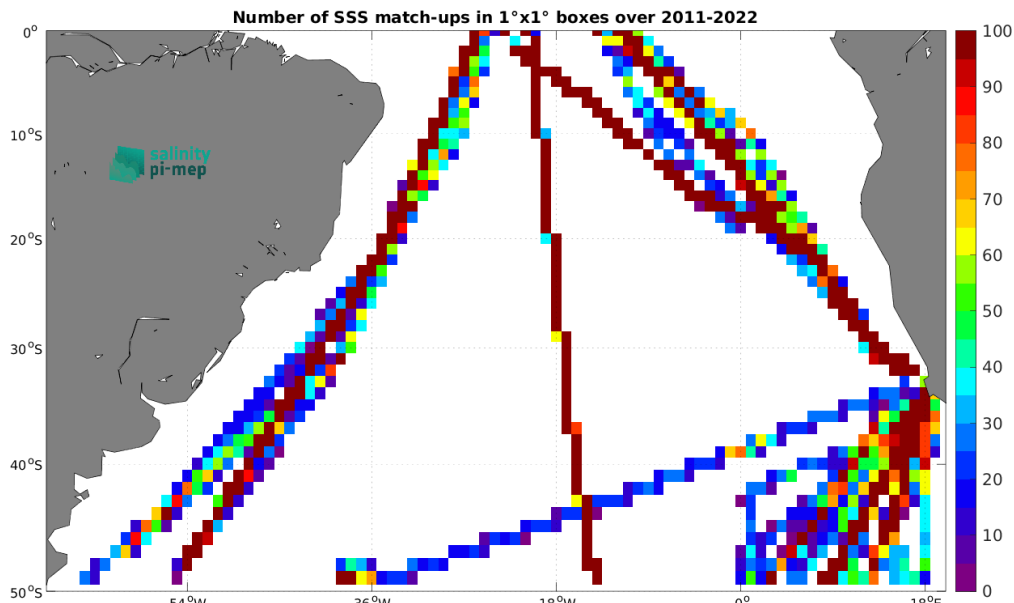 Number of SSS match-ups in 1°x1° boxes over 2011-2022
0°
10°S
20°S
30°S
40°S
50°S
54°W
36°W
18°W
0°
18°E
salinity
pi-mep
100
90
80
70
60
50
40
30
20
10
0